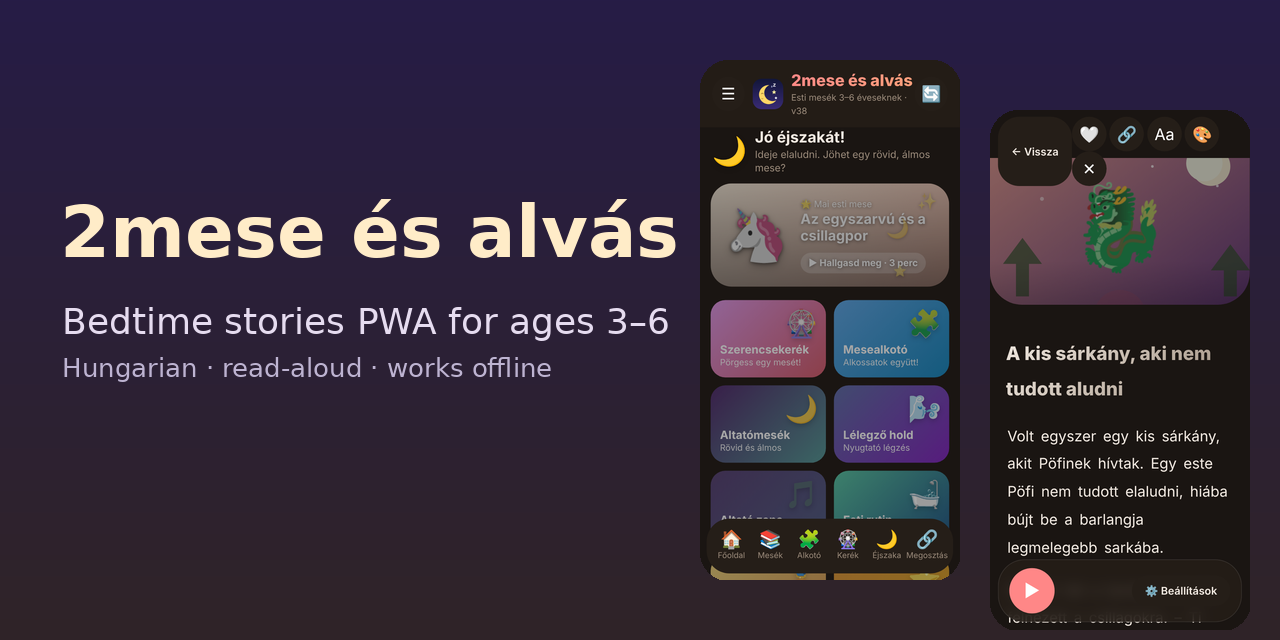 2mese és alvás
Bedtime stories PWA for ages 3–6
Hungarian · read-aloud · works offline
2mese és alvás
Esti mesék 3–6 éveseknek ·
v38
Jó éjszakát!
Ideje elaludni. Jöhet egy rövid, álmos
mese?
Mai esti mese
Az egyszarvú és a
csillagpor
▶ Hallgasd meg · 3 perc
Szerencsekerék
Pörgess egy mesét!
Mesealkotó
Alkossatok együtt!
Altatómesék
Rövid és álmos
Lélegző hold
Nyugtató légzés
Főoldal
Mesék
Alkotó
Kerék
Éjszaka
Megosztás
← Vissza
Aa
A kis sárkány, aki nem
tudott aludni
Volt egyszer egy kis sárkány,
akit Pöfinek hívtak. Egy este
Pöfi nem tudott elaludni, hiába
bújt be a barlangja
legmelegebb sarkába.
Beállítások